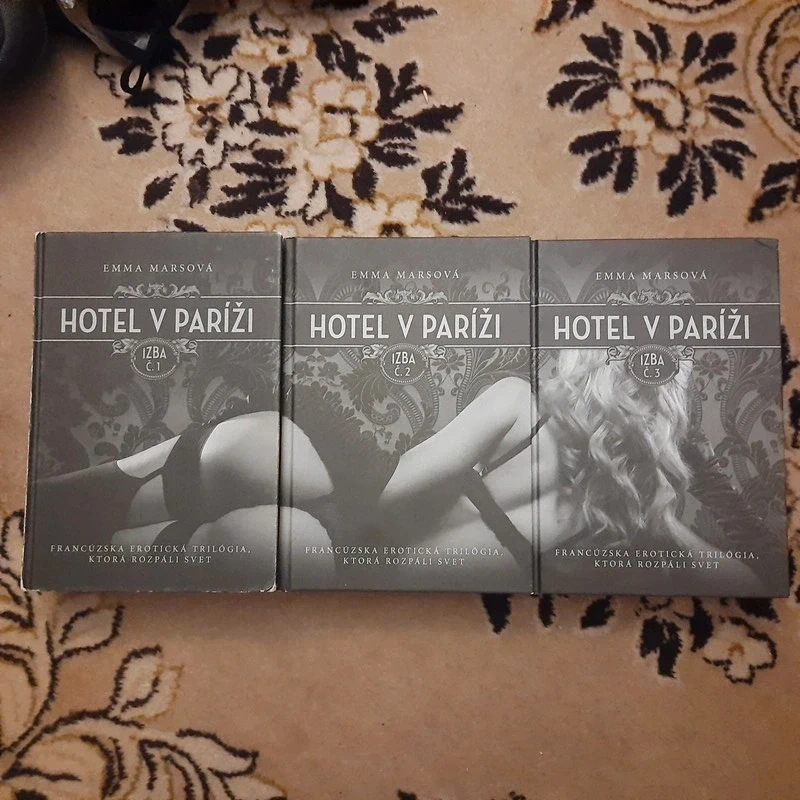 EMMA MARSOVÁ
HOTEL V PARÍŽI
IZBA
Č. 1
FRANCÚZSKA EROTICKÁ TRILÓGIA,
KTORÁ ROZPÁLI SVET
EMMA MARSOVÁ
HOTEL V PARÍŽI
IZBA
Č. 2
FRANCÚZSKA EROTICKÁ TRILÓGIA,
KTORÁ ROZPÁLI SVET
EMMA MARSOVÁ
HOTEL V PARÍŽI
IZBA
Č. 3
FRANCÚZSKA EROTICKÁ TRILÓGIA,
KTORÁ ROZPÁLI SVET